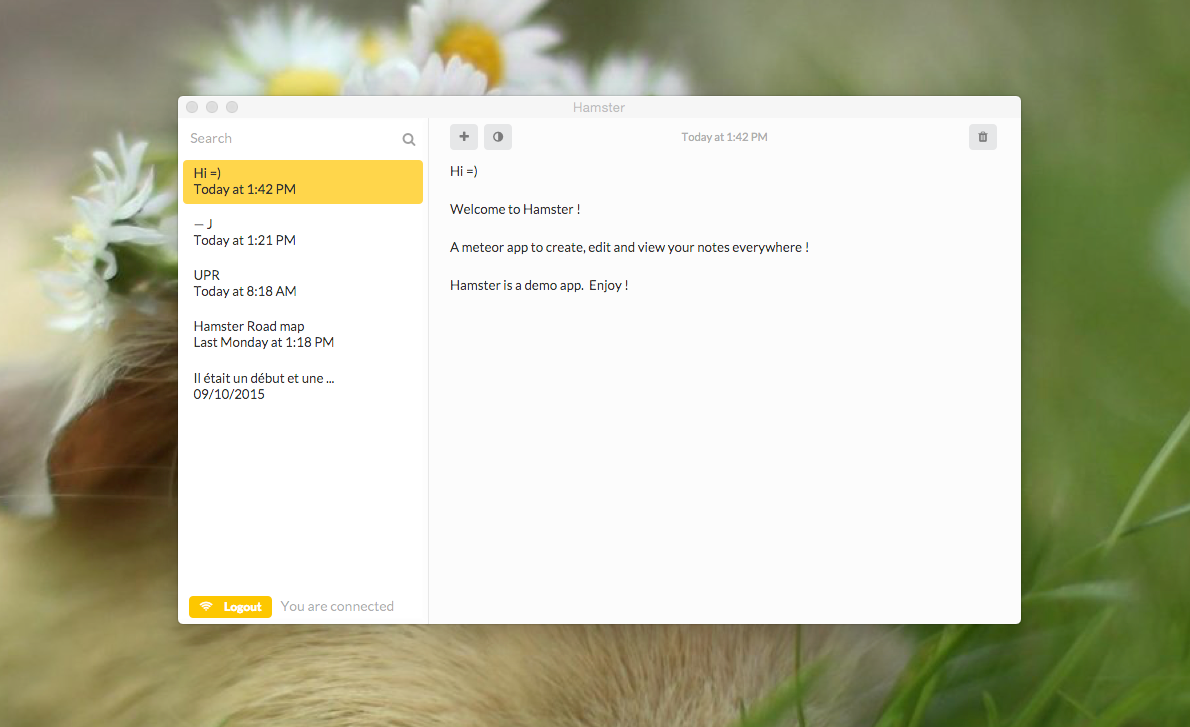 Hamster
Search
Hi =)
Today at 1:42 PM
— J
Today at 1:21 PM
UPR
Today at 8:18 AM
Hamster Road map
Last Monday at 1:18 PM
Il était un début et une ...
09/10/2015
Logout You are connected
Today at 1:42 PM
Hi =)
Welcome to Hamster !
A meteor app to create, edit and view your notes everywhere !
Hamster is a demo app. Enjoy !